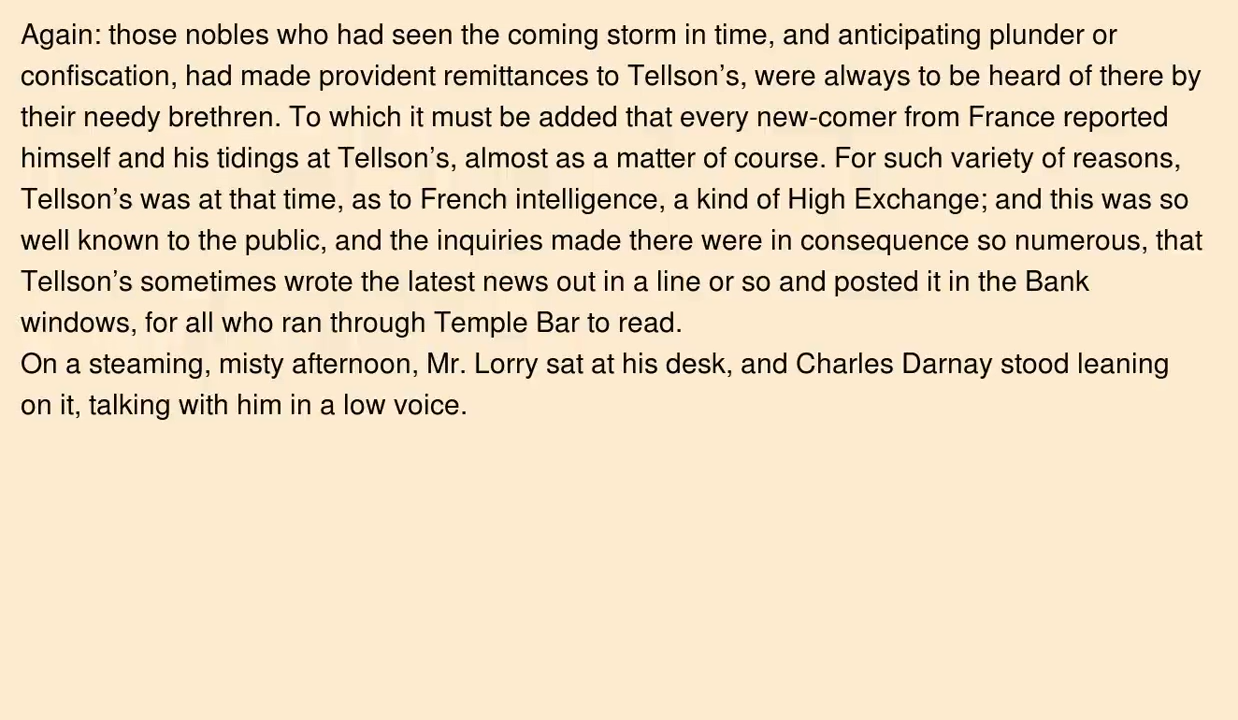 Again: those nobles who had seen the coming storm in time, and anticipating plunder or
confiscation, had made provident remittances to Tellson’s, were always to be heard of there by
their needy brethren. To which it must be added that every new-comer from France reported
himself and his tidings at Tellson’s, almost as a matter of course. For such variety of reasons,
Tellson’s was at that time, as to French intelligence, a kind of High Exchange; and this was so
well known to the public, and the inquiries made there were in consequence so numerous, that
Tellson’s sometimes wrote the latest news out in a line or so and posted it in the Bank
windows, for all who ran through Temple Bar to read.
On a steaming, misty afternoon, Mr. Lorry sat at his desk, and Charles Darnay stood leaning
on it, talking with him in a low voice.